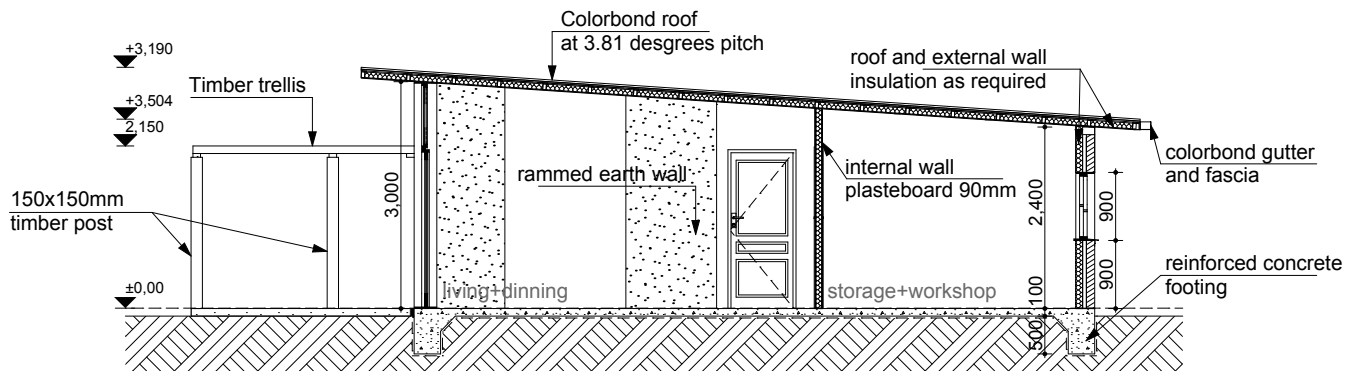 Colorbond roof
at 3.81 desgrees pitch
+3,190
roof and external wall
insulation as required
Timber trellis
+3,504
2,150
colorbond gutter
and fascia
internal wall
plasteboard 90mm
rammed earth wall
150x150mm
timber post
3,000
2,400
900
900
reinforced concrete
footing
±0,00
living+dinning
storage+workshop
100
500